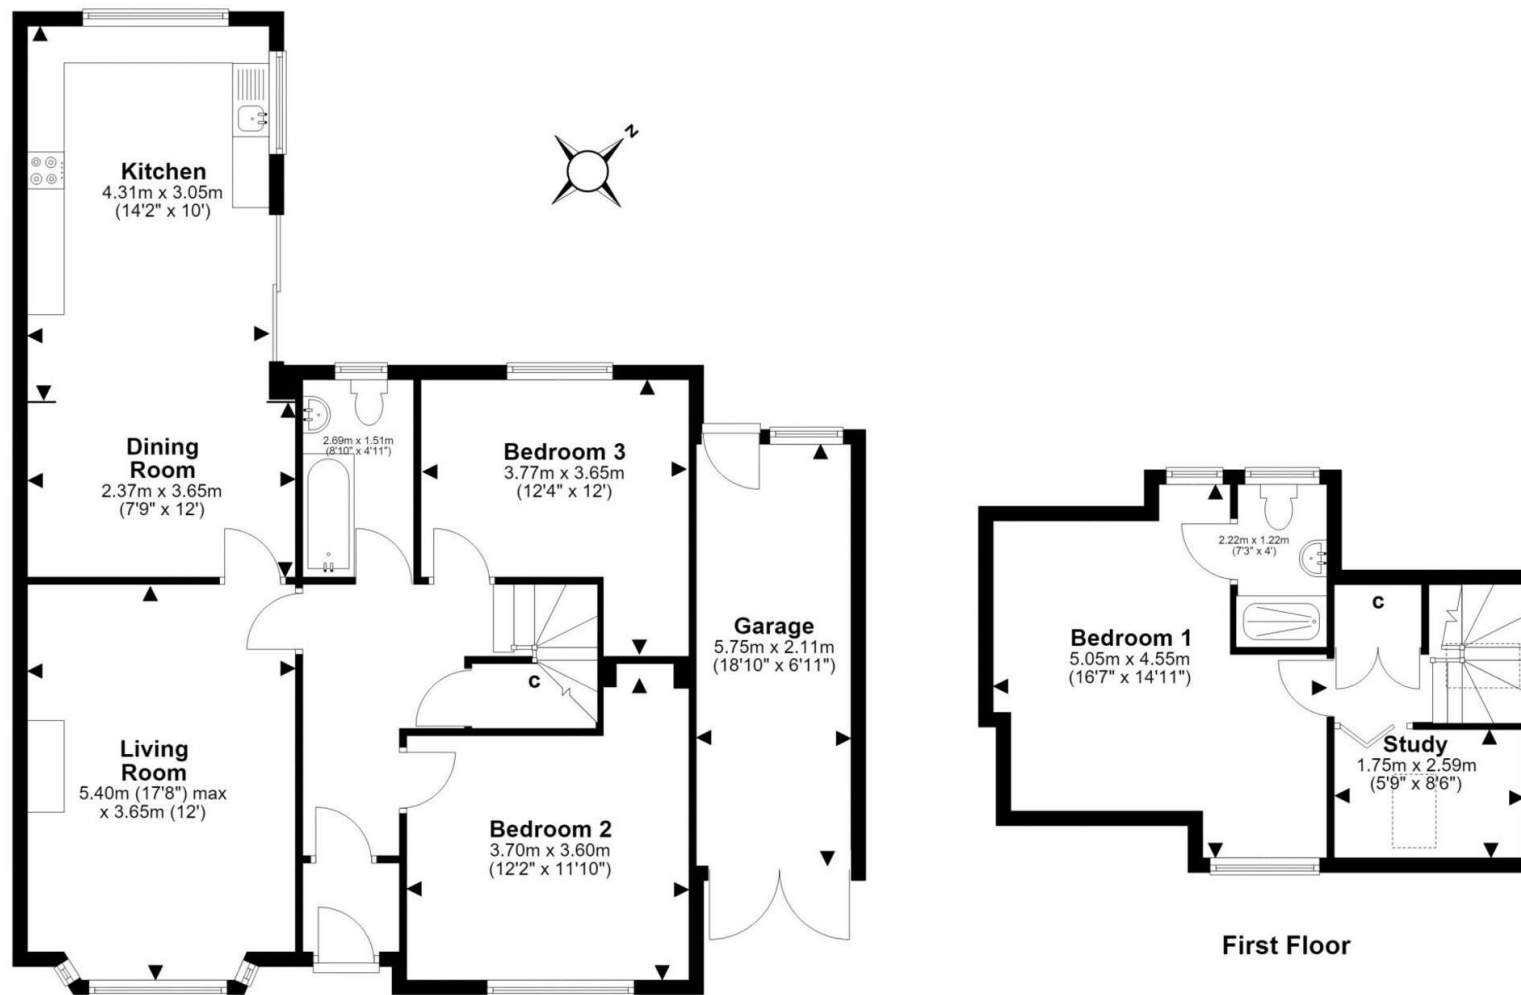 Kitchen
4.31m x 3.05m
(14'2" x 10')
N
Dining
Room
2.37m x 3.65m
(7'9" x 12')
2.69m x 1.51m
(8'10" x 4'11")
Bedroom 3
3.77m x 3.65m
(12'4" x 12')
Living
Room
5.40m (17'8") max
x 3.65m (12')
c
Bedroom 2
3.70m x 3.60m
(12'2" x 11'10")
Garage
5.75m x 2.11m
(18'10" x 6'11")
Bedroom 1
5.05m x 4.55m
(16'7" x 14'11")
2.22m x 1.22m
(7'3" x 4')
c
Study
1.75m x 2.59m
(5'9" x 8'6")
First Floor